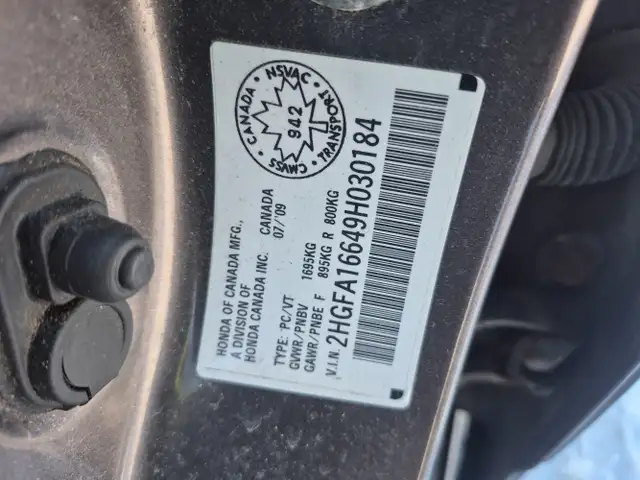 HONDA OF CANADA MFG.,
A DIVISION OF
HONDA CANADA INC. CANADA
07/'09
TYPE: PC/VT
GVWR/PNBV 1695KG
GAWR/PNBE F 895KG R 800KG
V.I.N. 2HGFA16649H030184
CANADA · NSVAC · TRANSPORT · CMVSS
942